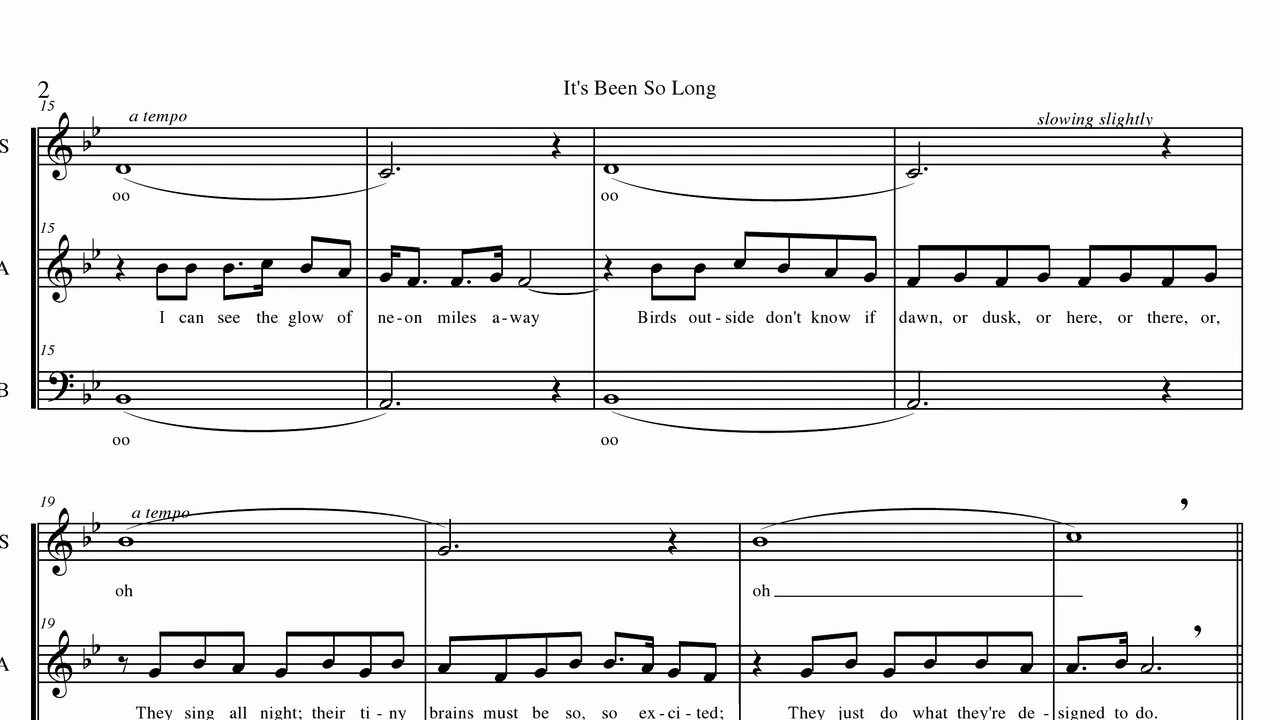 2
It's Been So Long
15
a tempo
slowing slightly
S
oo
oo
15
A
I can see the glow of ne-on miles a-way Birds out-side don't know if dawn, or dusk, or here, or there, or,
15
B
oo
oo
19
a tempo
S
oh
oh
19
A
They sing all night; their ti-ny brains must be so, so ex-ci-ted; They just do what they're de-signed to do.